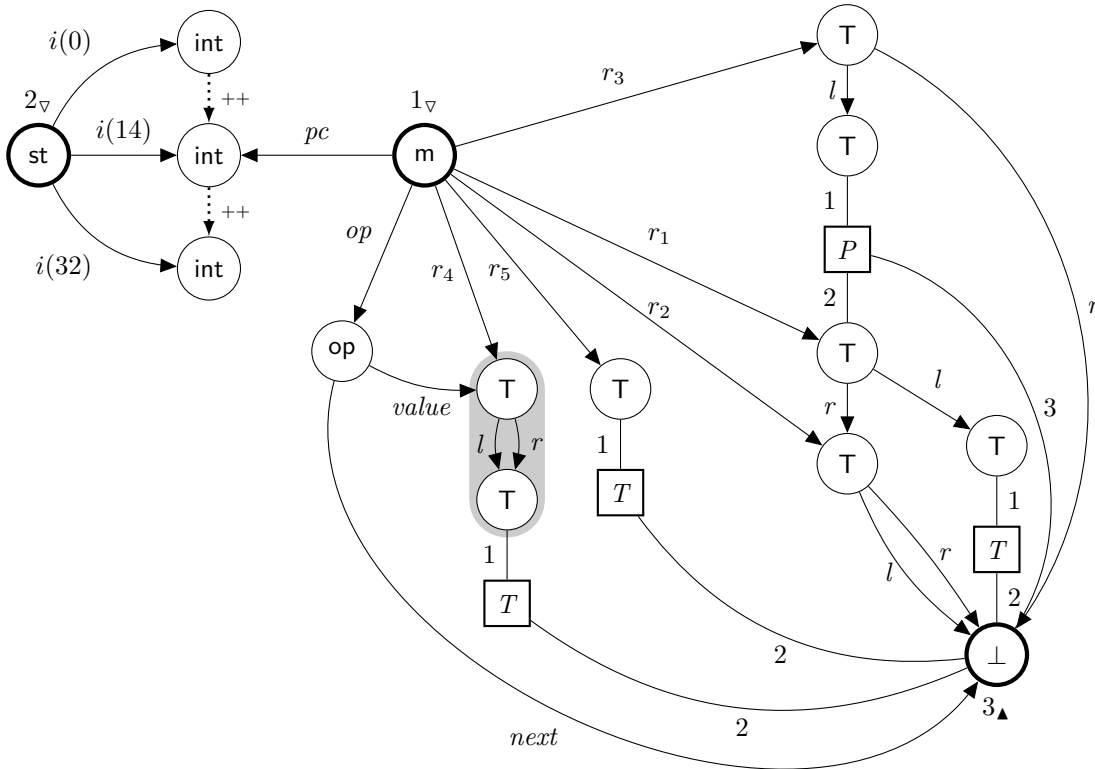 i(0)
int
T
r₃
2▽
++
1▽
l
st
i(14)
int
pc
m
T
1
++
op
r₁
P
i(32)
int
r₄
r₅
2
r₂
r
op
T
l
value
T
T
r
3
l
r
1
T
T
T
T
1
1
T
T
l
r
2
2
⊥
2
3▲
next